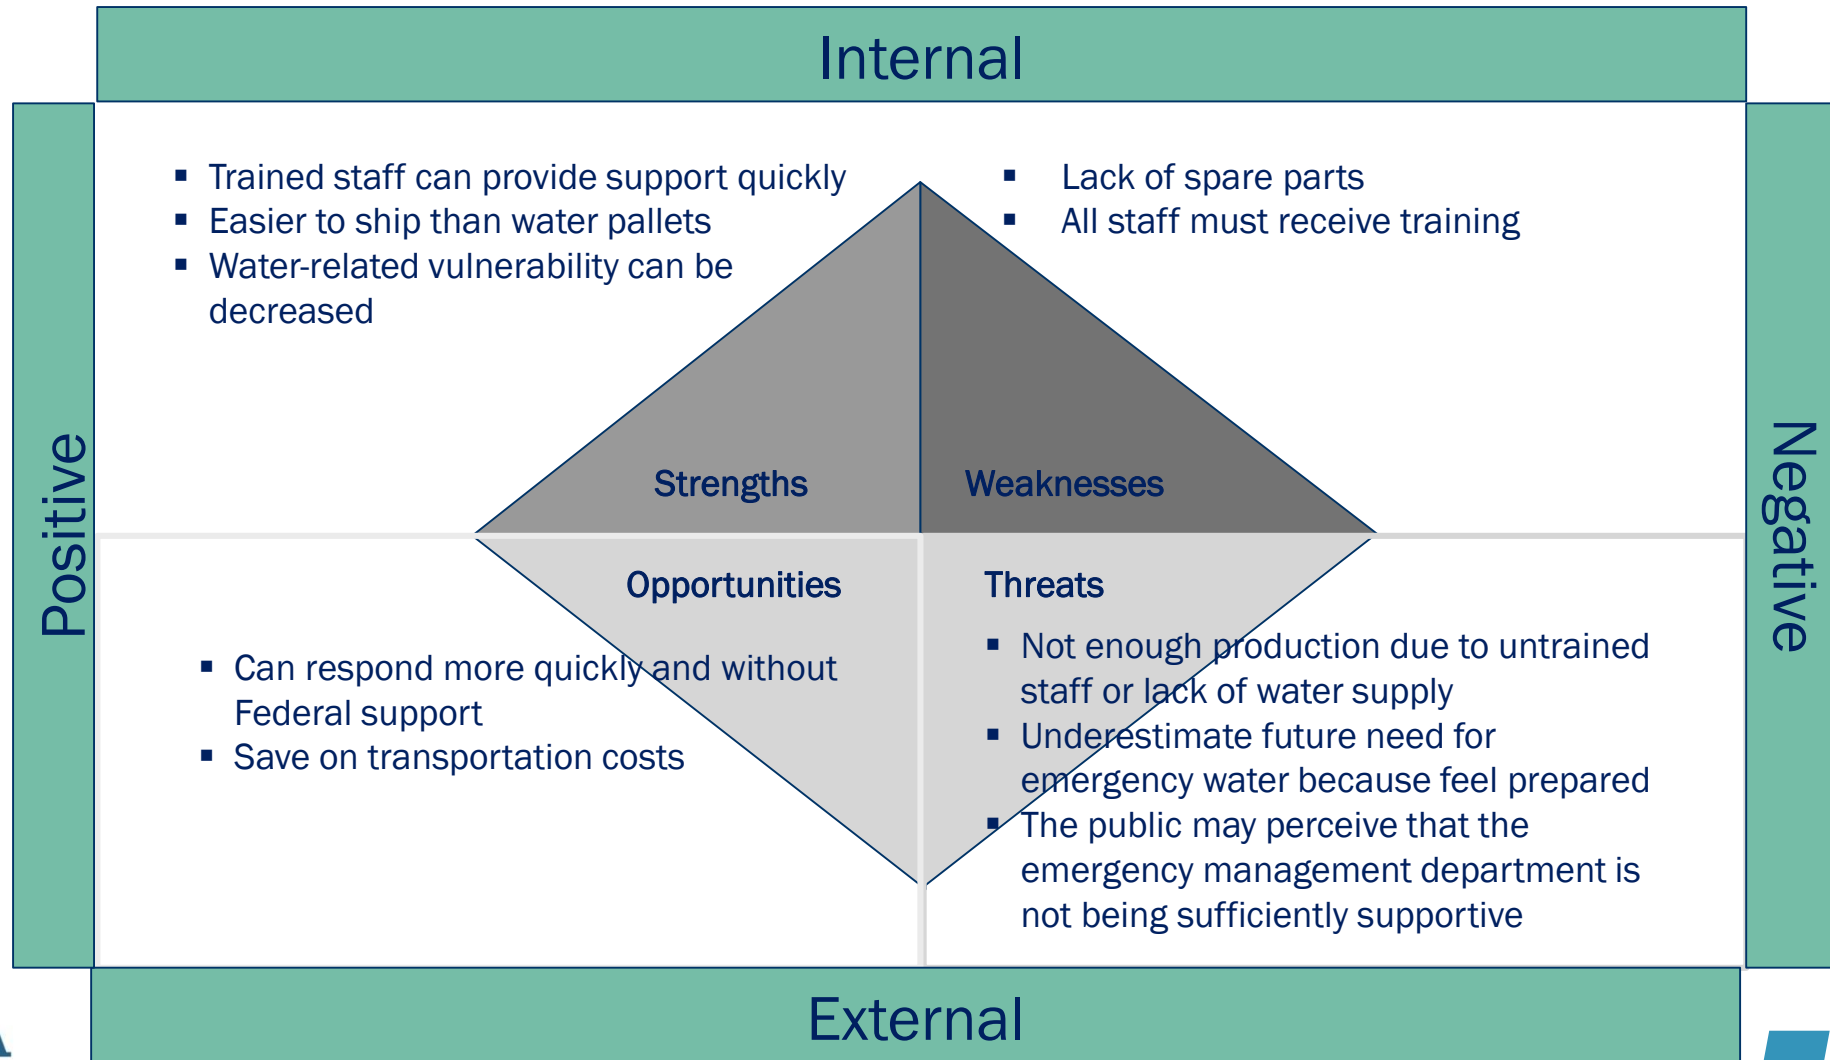 Internal
Positive
Negative
▪ Trained staff can provide support quickly
▪ Easier to ship than water pallets
▪ Water-related vulnerability can be
decreased
▪ Lack of spare parts
▪ All staff must receive training
Strengths
Weaknesses
Opportunities
Threats
▪ Can respond more quickly and without
Federal support
▪ Save on transportation costs
▪ Not enough production due to untrained
staff or lack of water supply
▪ Underestimate future need for
emergency water because feel prepared
▪ The public may perceive that the
emergency management department is
not being sufficiently supportive
External